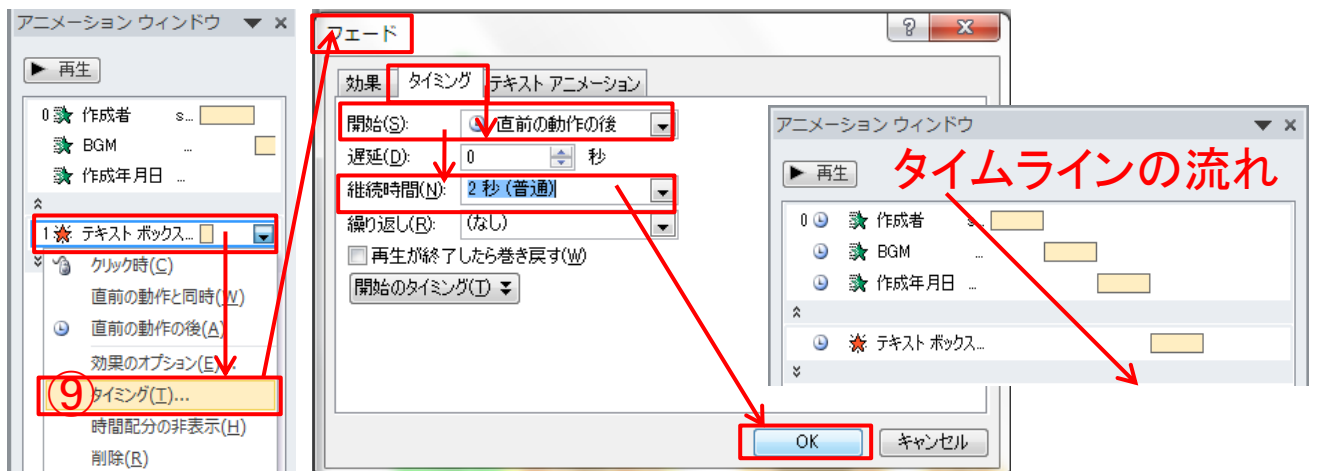 アニメーション ウィンドウ
再生
0 作成者 s...
BGM ...
作成年月日 ...
1 テキスト ボックス...
クリック時(C)
直前の動作と同時(W)
直前の動作の後(A)
効果のオプション(E)...
⑨ タイミング(T)...
時間配分の非表示(H)
削除(R)
フェード
効果 タイミング テキスト アニメーション
開始(S): 直前の動作の後
遅延(D): 0 秒
継続時間(N): 2 秒 (普通)
繰り返し(R): (なし)
再生が終了したら巻き戻す(W)
開始のタイミング(T)
OK キャンセル
アニメーション ウィンドウ
再生
タイムラインの流れ
0 作成者 s...
BGM ...
作成年月日 ...
テキスト ボックス...